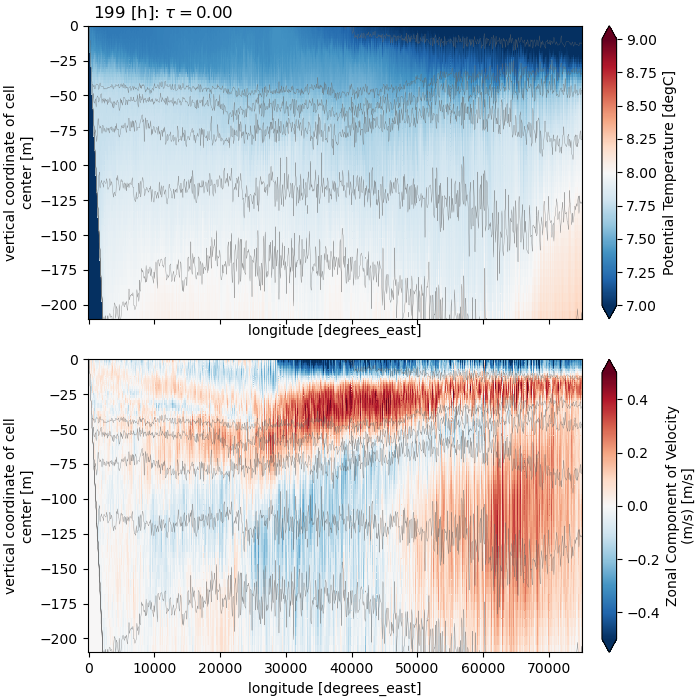 199 [h]: τ = 0.00
0
−25
−50
−75
−100
−125
−150
−175
−200
vertical coordinate of cell
center [m]
longitude [degrees_east]
9.00
8.75
8.50
8.25
8.00
7.75
7.50
7.25
7.00
Potential Temperature [degC]
0
−25
−50
−75
−100
−125
−150
−175
−200
vertical coordinate of cell
center [m]
0 10000 20000 30000 40000 50000 60000 70000
longitude [degrees_east]
0.4
0.2
0.0
−0.2
−0.4
Zonal Component of Velocity
(m/s) [m/s]